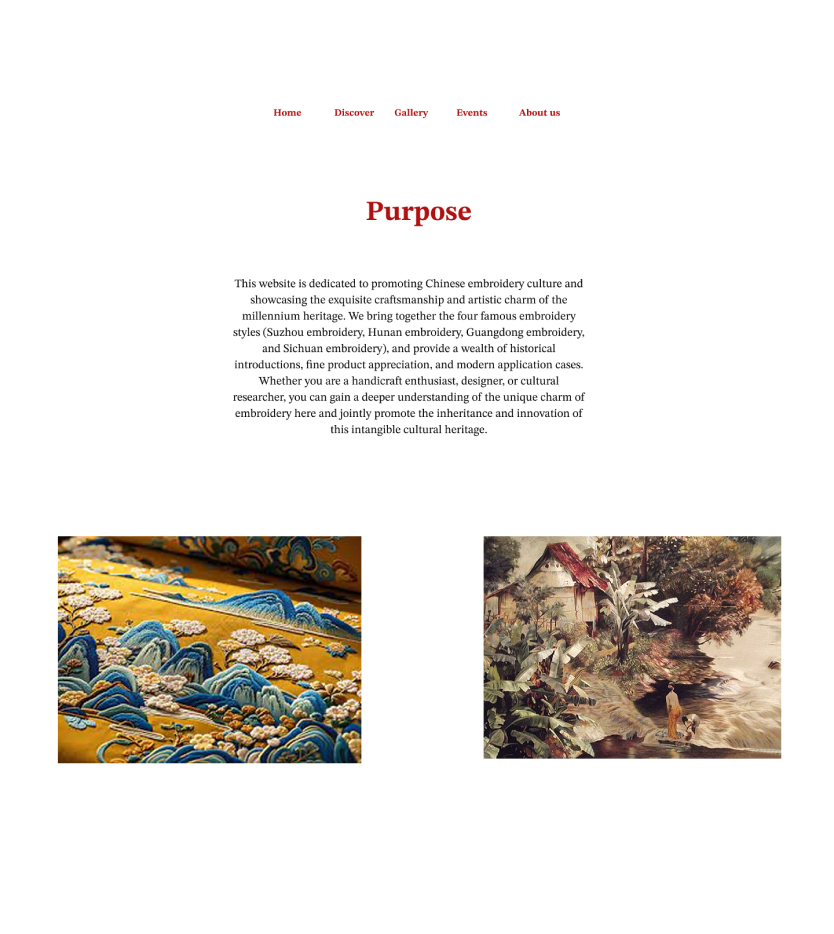 Home Discover Gallery Events About us
Purpose
This website is dedicated to promoting Chinese embroidery culture and
showcasing the exquisite craftsmanship and artistic charm of the
millennium heritage. We bring together the four famous embroidery
styles (Suzhou embroidery, Hunan embroidery, Guangdong embroidery,
and Sichuan embroidery), and provide a wealth of historical
introductions, fine product appreciation, and modern application cases.
Whether you are a handicraft enthusiast, designer, or cultural
researcher, you can gain a deeper understanding of the unique charm of
embroidery here and jointly promote the inheritance and innovation of
this intangible cultural heritage.